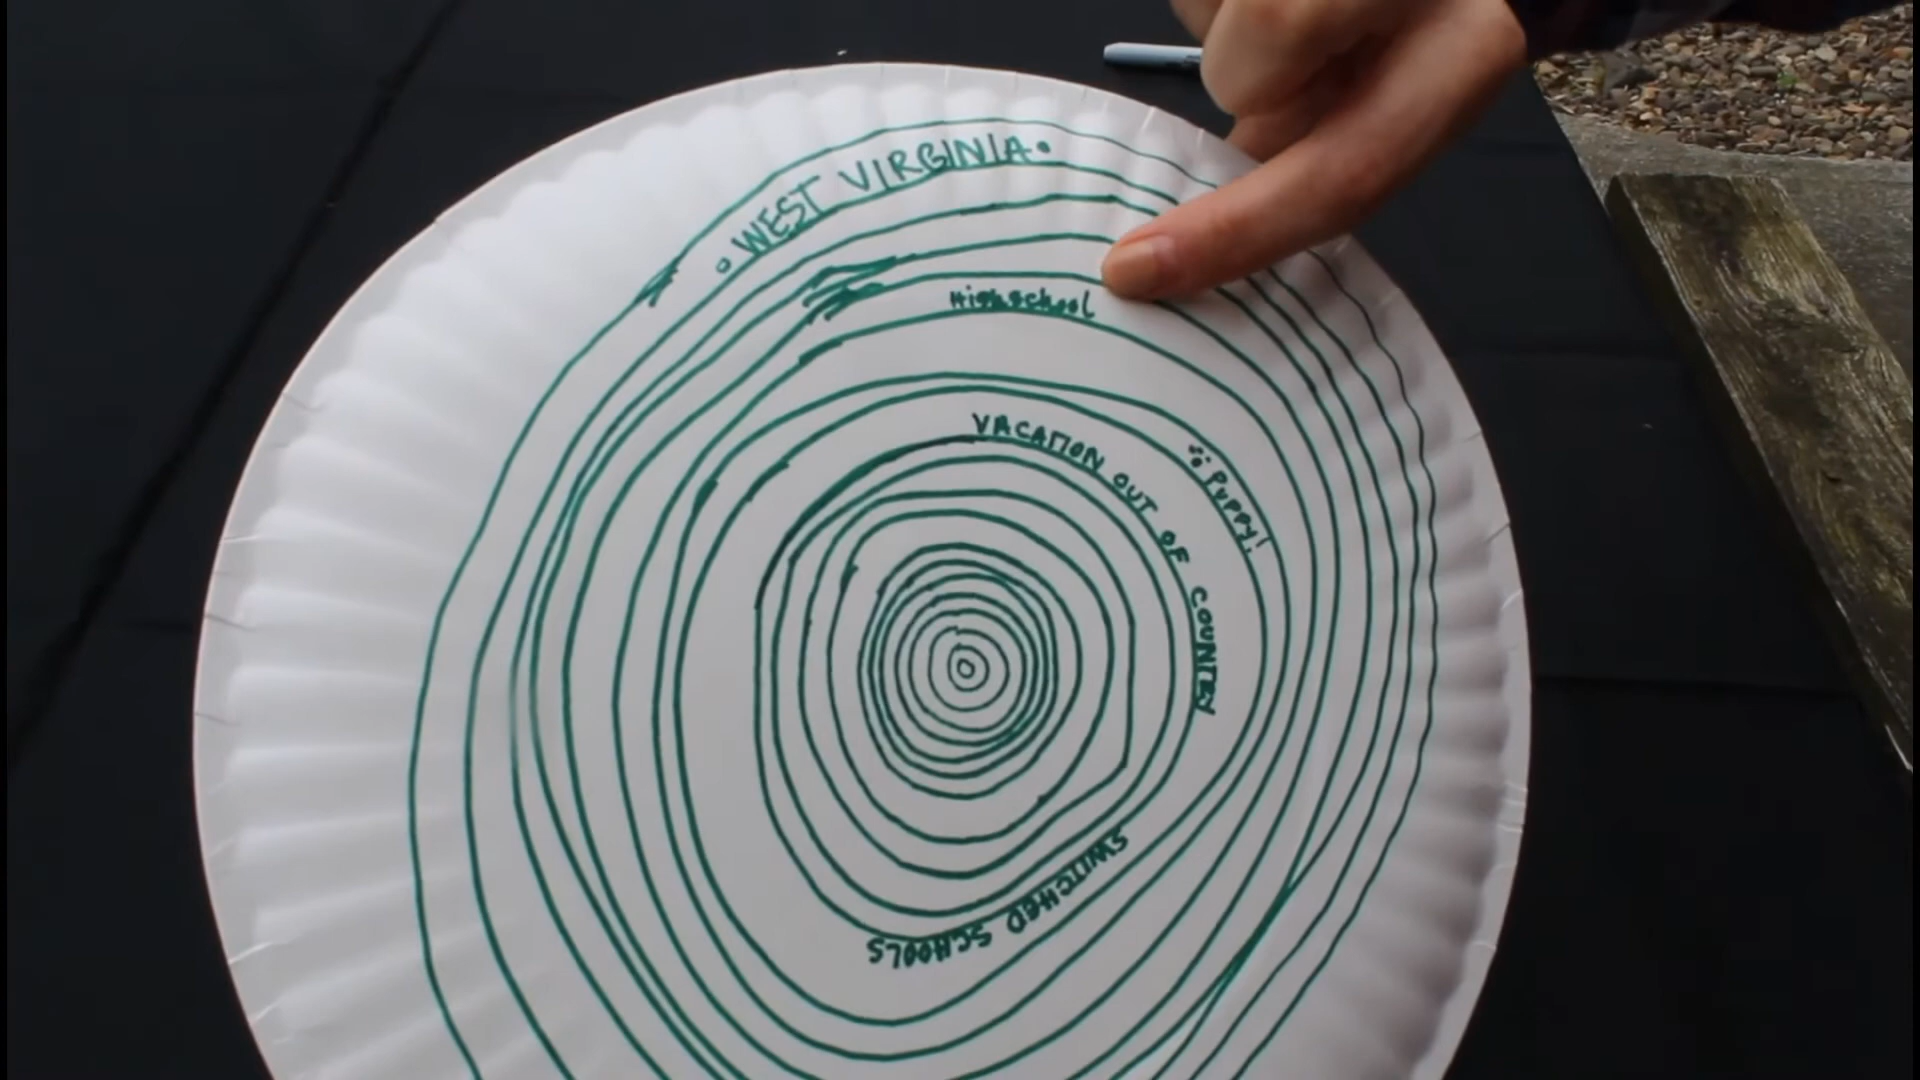 WEST VIRGINIA
Highschool
VACATION OUT OF COUNTRY
PUPPY!
SWITCHED SCHOOLS